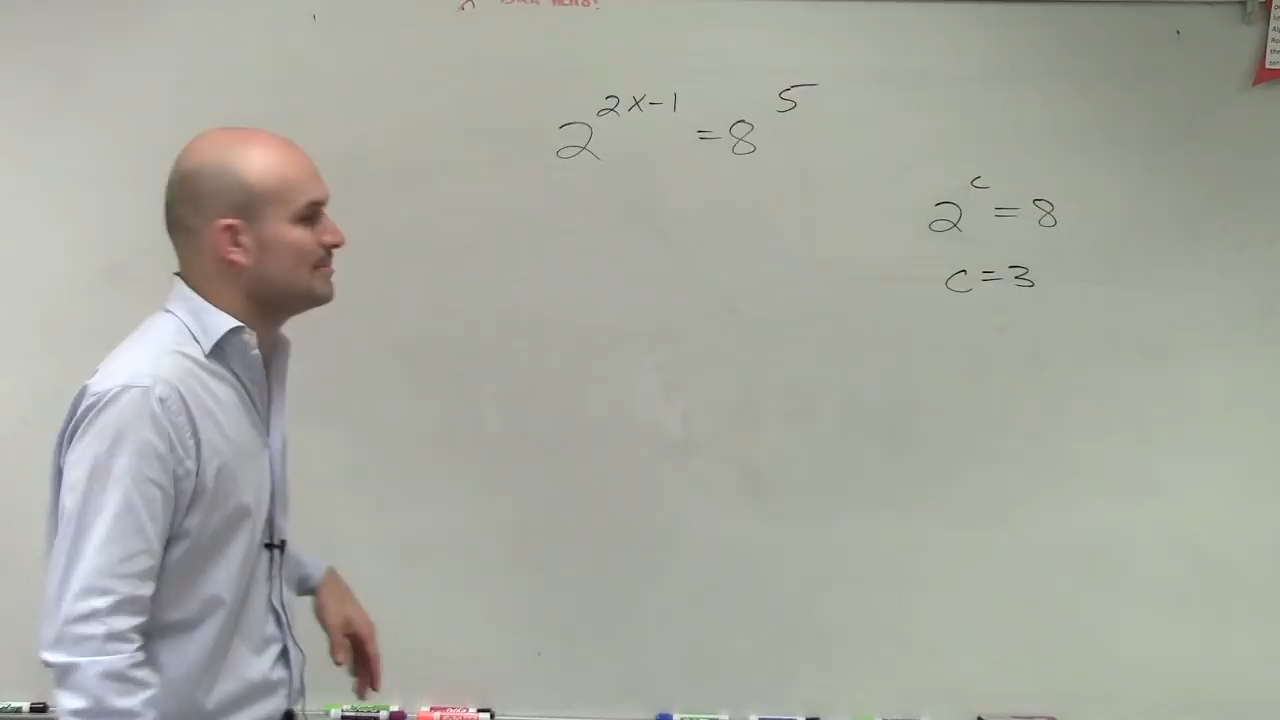 2^{2x-1} = 8^5
2^c = 8
c = 3